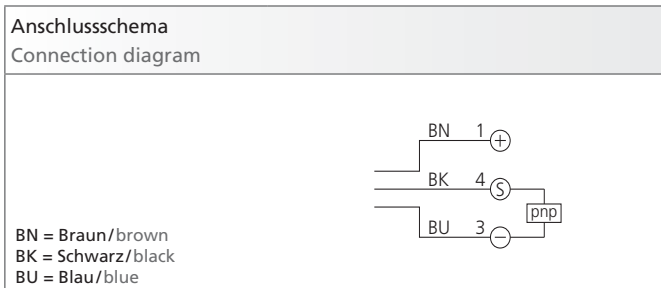 Anschlussschema
Connection diagram
BN 1 +
BK 4 S
pnp
BU 3 −
BN = Braun/brown
BK = Schwarz/black
BU = Blau/blue